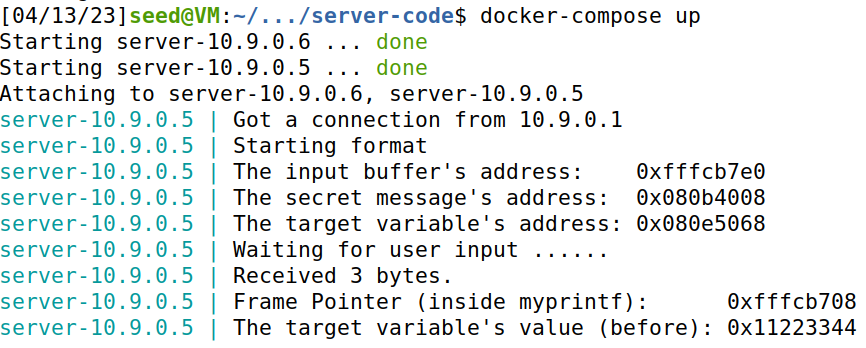 [04/13/23]seed@VM:~/.../server-code$ docker-compose up
Starting server-10.9.0.6 ... done
Starting server-10.9.0.5 ... done
Attaching to server-10.9.0.6, server-10.9.0.5
server-10.9.0.5 | Got a connection from 10.9.0.1
server-10.9.0.5 | Starting format
server-10.9.0.5 | The input buffer's address:    0xfffcb7e0
server-10.9.0.5 | The secret message's address:  0x080b4008
server-10.9.0.5 | The target variable's address: 0x080e5068
server-10.9.0.5 | Waiting for user input ......
server-10.9.0.5 | Received 3 bytes.
server-10.9.0.5 | Frame Pointer (inside myprintf):      0xfffcb708
server-10.9.0.5 | The target variable's value (before): 0x11223344